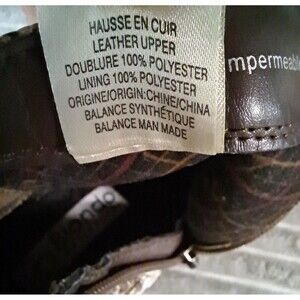 HAUSSE EN CUIR
LEATHER UPPER
DOUBLURE 100% POLYESTER
LINING 100% POLYESTER
ORIGINE/ORIGIN:CHINE/CHINA
BALANCE SYNTHÉTIQUE
BALANCE MAN MADE
mpermeable
ondo